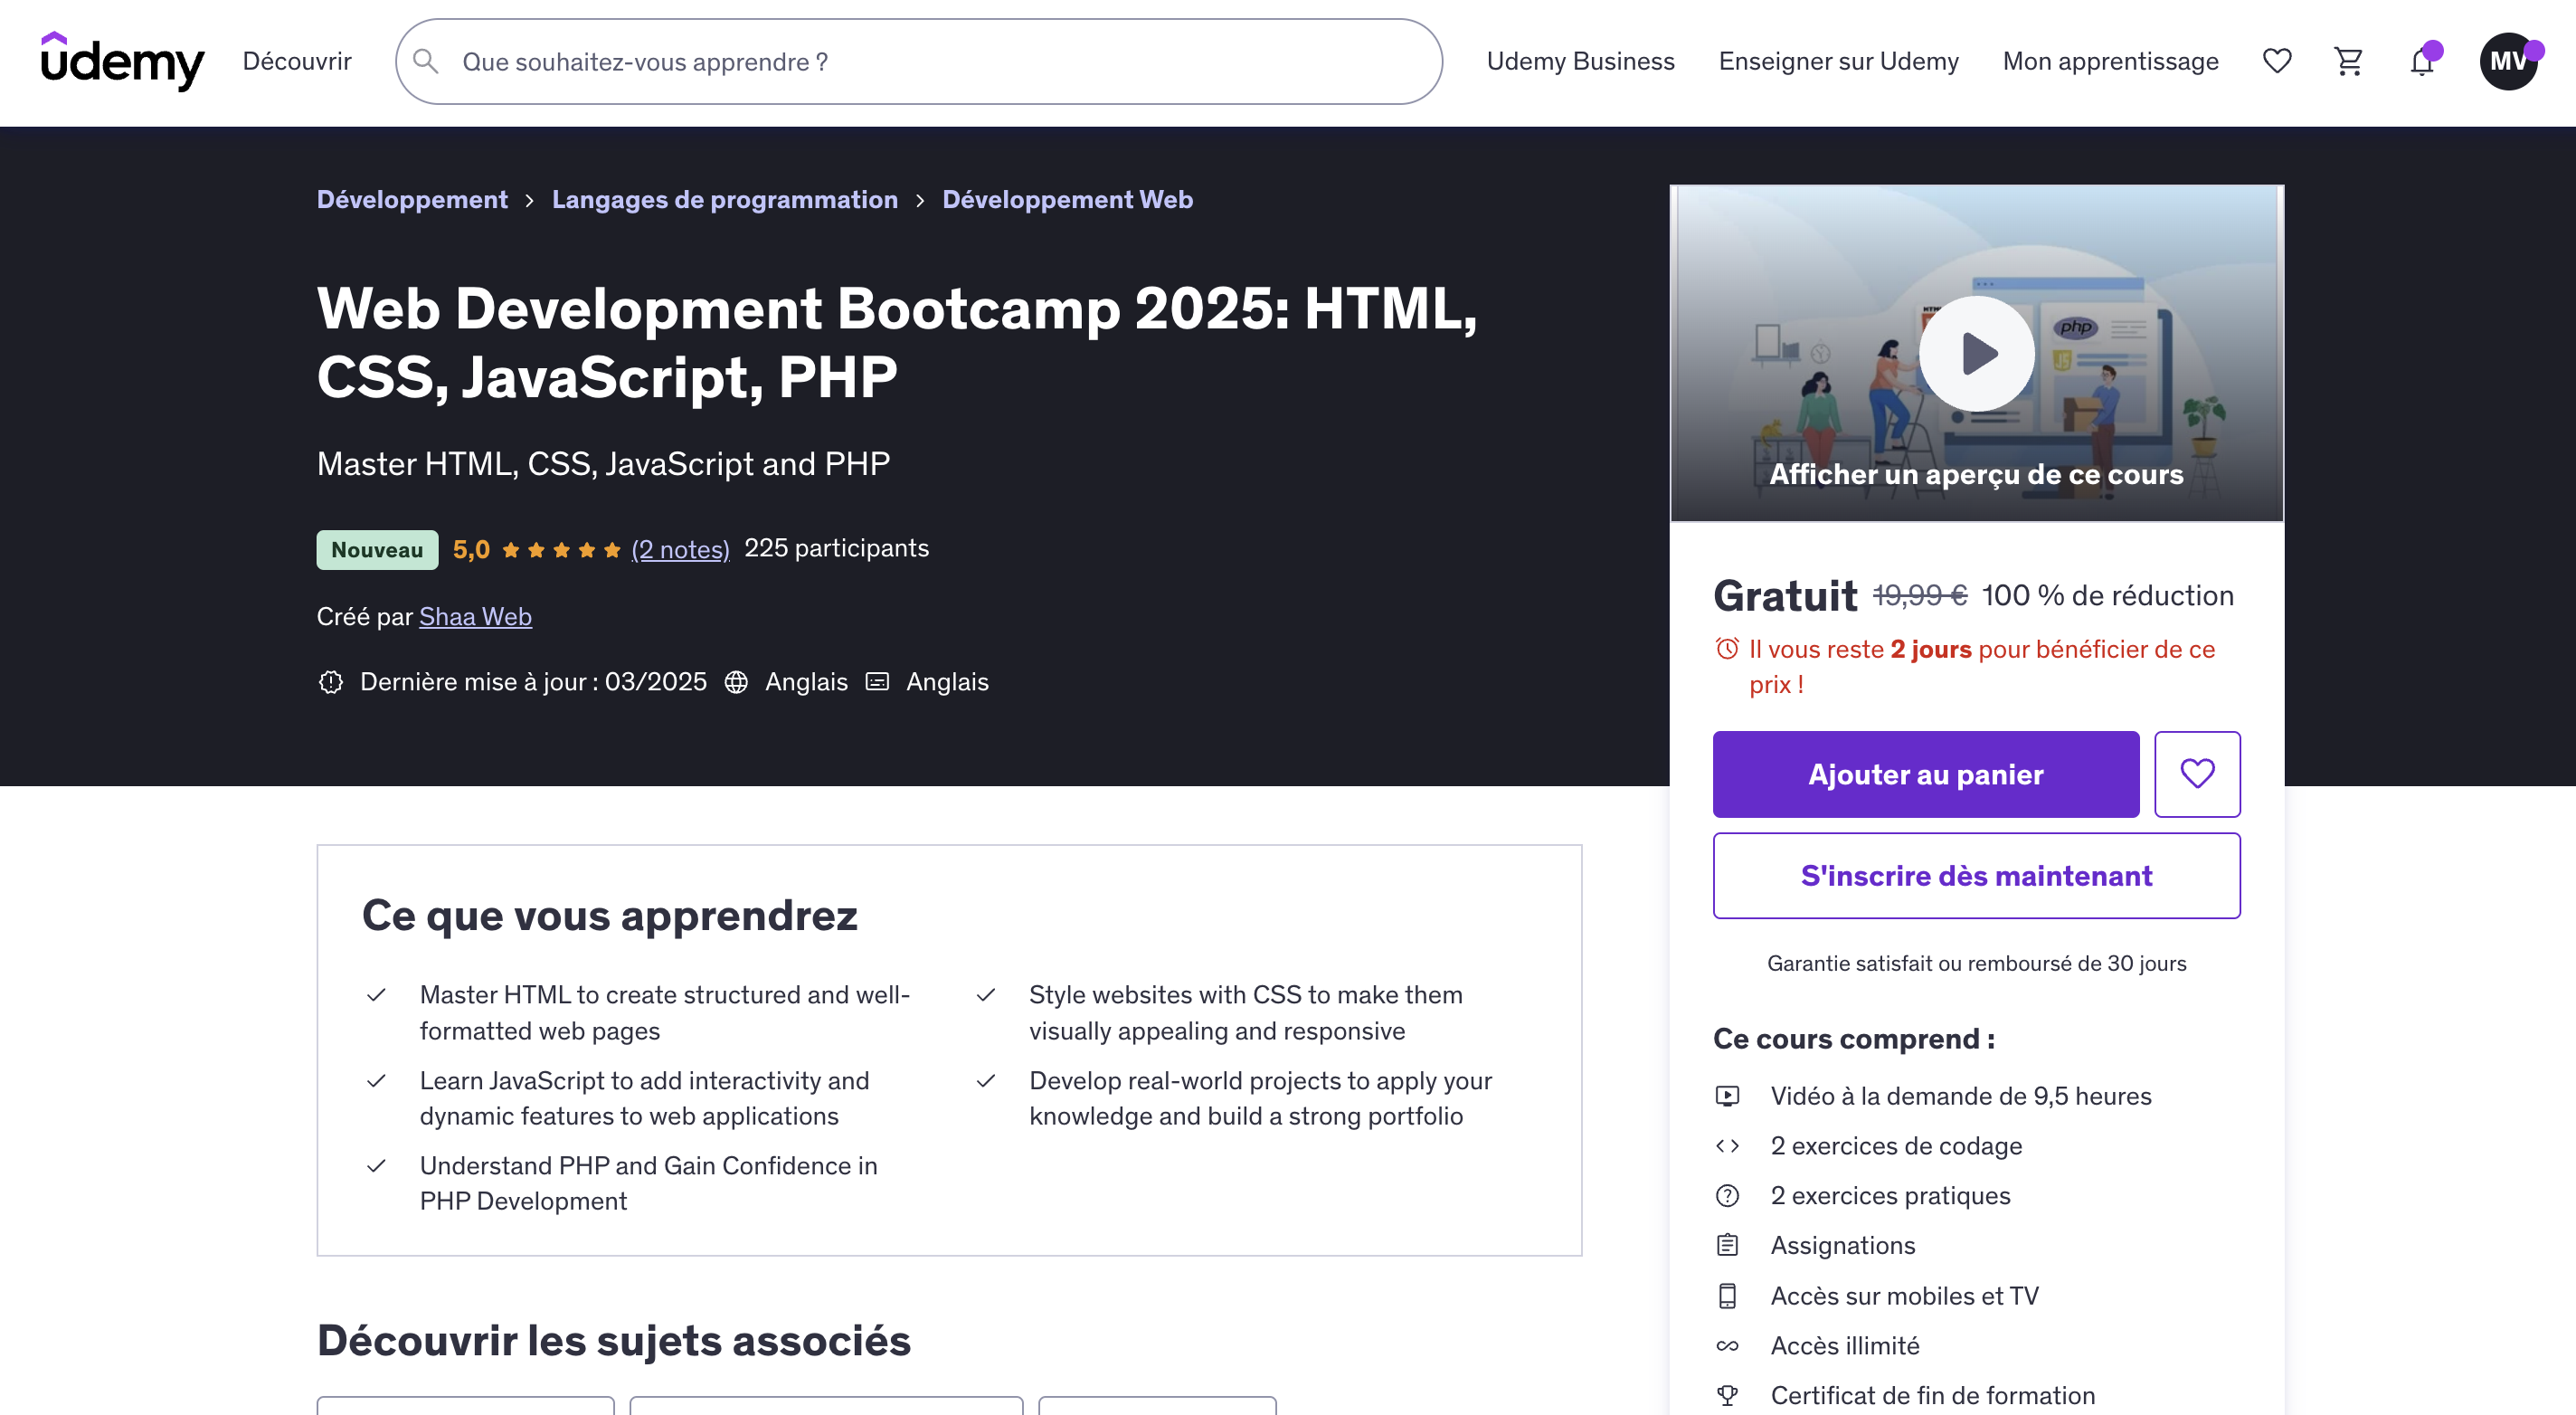 udemy
Découvrir
Que souhaitez-vous apprendre ?
Udemy Business
Enseigner sur Udemy
Mon apprentissage
MV
Développement > Langages de programmation > Développement Web
Web Development Bootcamp 2025: HTML,
CSS, JavaScript, PHP
Master HTML, CSS, JavaScript and PHP
Nouveau 5,0 (2 notes) 225 participants
Créé par Shaa Web
Dernière mise à jour : 03/2025 Anglais Anglais
php
Afficher un aperçu de ce cours
Gratuit 19,99 € 100 % de réduction
Il vous reste 2 jours pour bénéficier de ce
prix !
Ajouter au panier
S'inscrire dès maintenant
Garantie satisfait ou remboursé de 30 jours
Ce cours comprend :
Vidéo à la demande de 9,5 heures
2 exercices de codage
2 exercices pratiques
Assignations
Accès sur mobiles et TV
Accès illimité
Certificat de fin de formation
Ce que vous apprendrez
Master HTML to create structured and well-
formatted web pages
Style websites with CSS to make them
visually appealing and responsive
Learn JavaScript to add interactivity and
dynamic features to web applications
Develop real-world projects to apply your
knowledge and build a strong portfolio
Understand PHP and Gain Confidence in
PHP Development
Découvrir les sujets associés